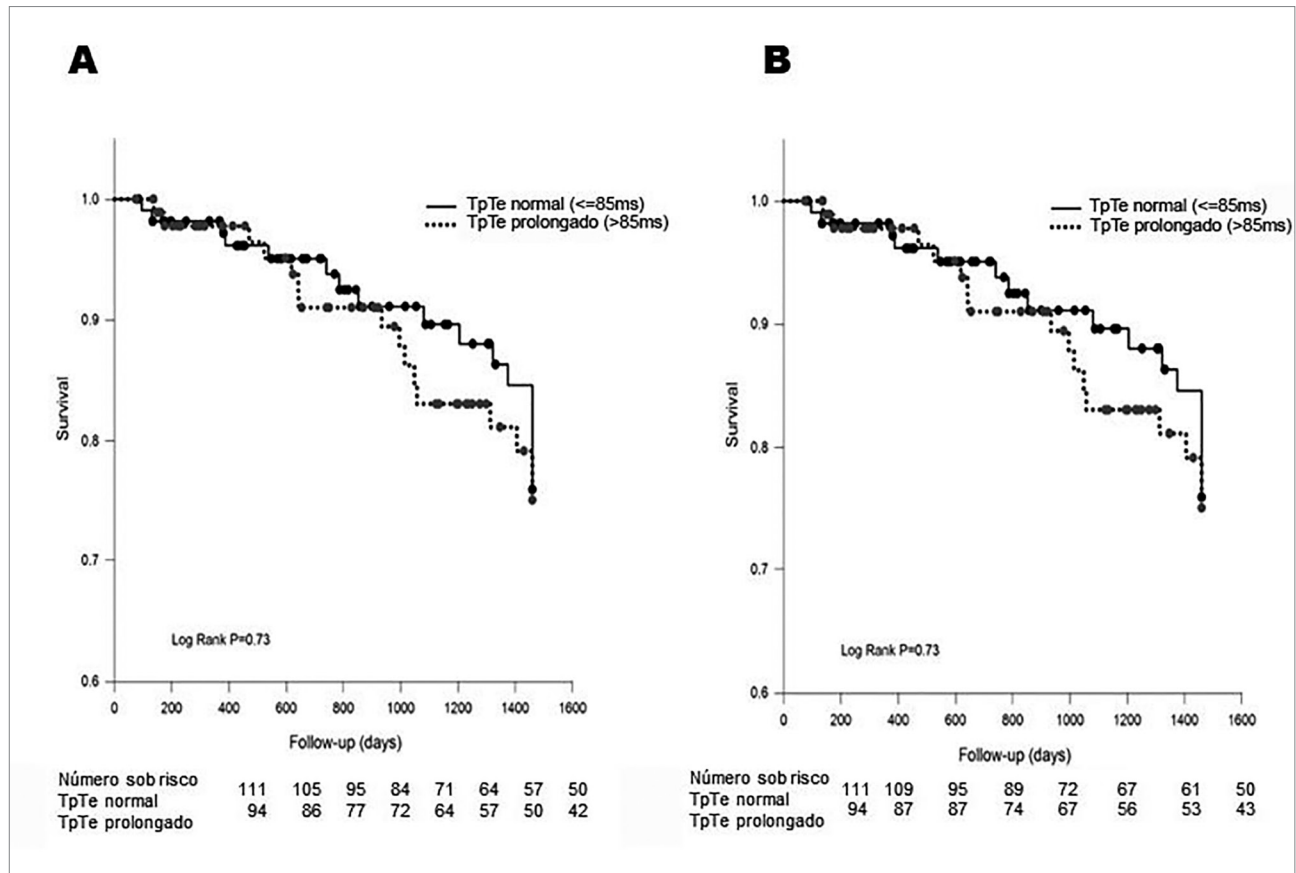 A
TpTe normal (<=85ms)
TpTe prolongado (>85ms)
1.0
0.9
0.8
0.7
0.6
Survival
Log Rank P=0.73
0 200 400 600 800 1000 1200 1400 1600
Follow-up (days)
Número sob risco
TpTe normal 111 105 95 84 71 64 57 50
TpTe prolongado 94 86 77 72 64 57 50 42
B
TpTe normal (<=85ms)
TpTe prolongado (>85ms)
1.0
0.9
0.8
0.7
0.6
Survival
Log Rank P=0.73
0 200 400 600 800 1000 1200 1400 1600
Follow-up (days)
Número sob risco
TpTe normal 111 109 95 89 72 67 61 50
TpTe prolongado 94 87 87 74 67 56 53 43